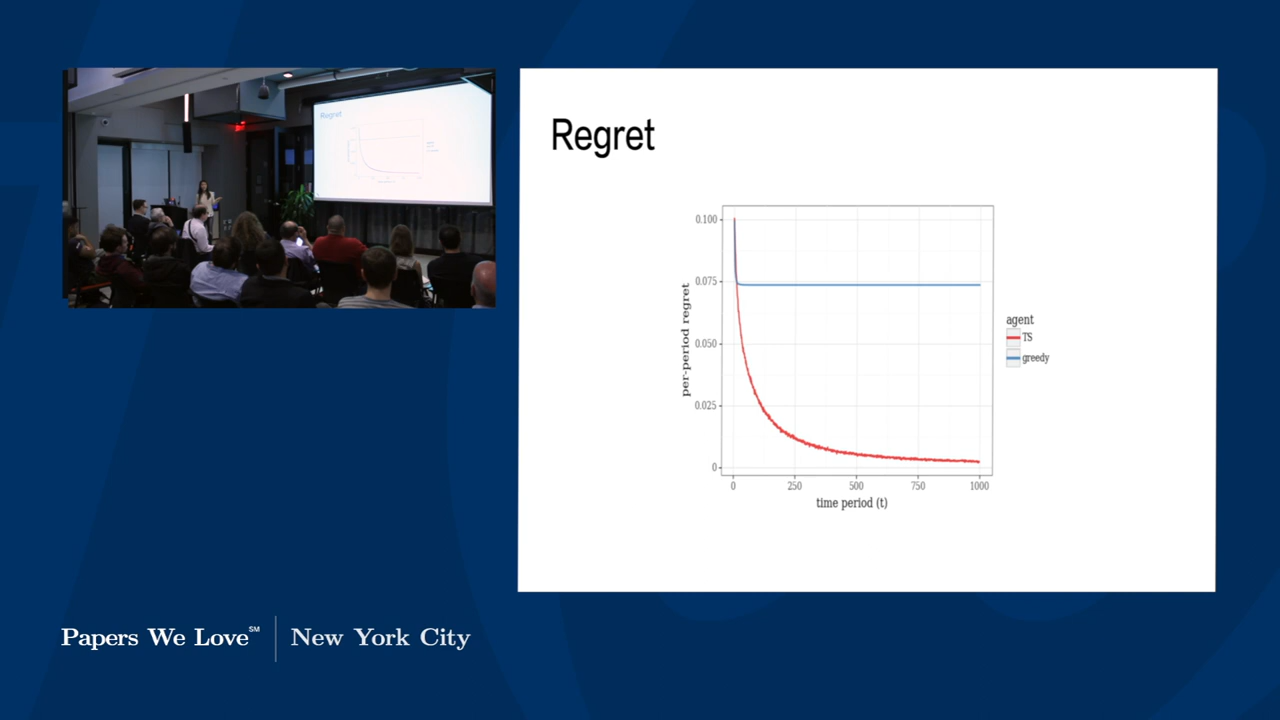 Regret
Regret
0.100
0.075
0.050
0.025
0
per-period regret
0
250
500
750
1000
time period (t)
agent
TS
greedy
Papers We Love℠ | New York City